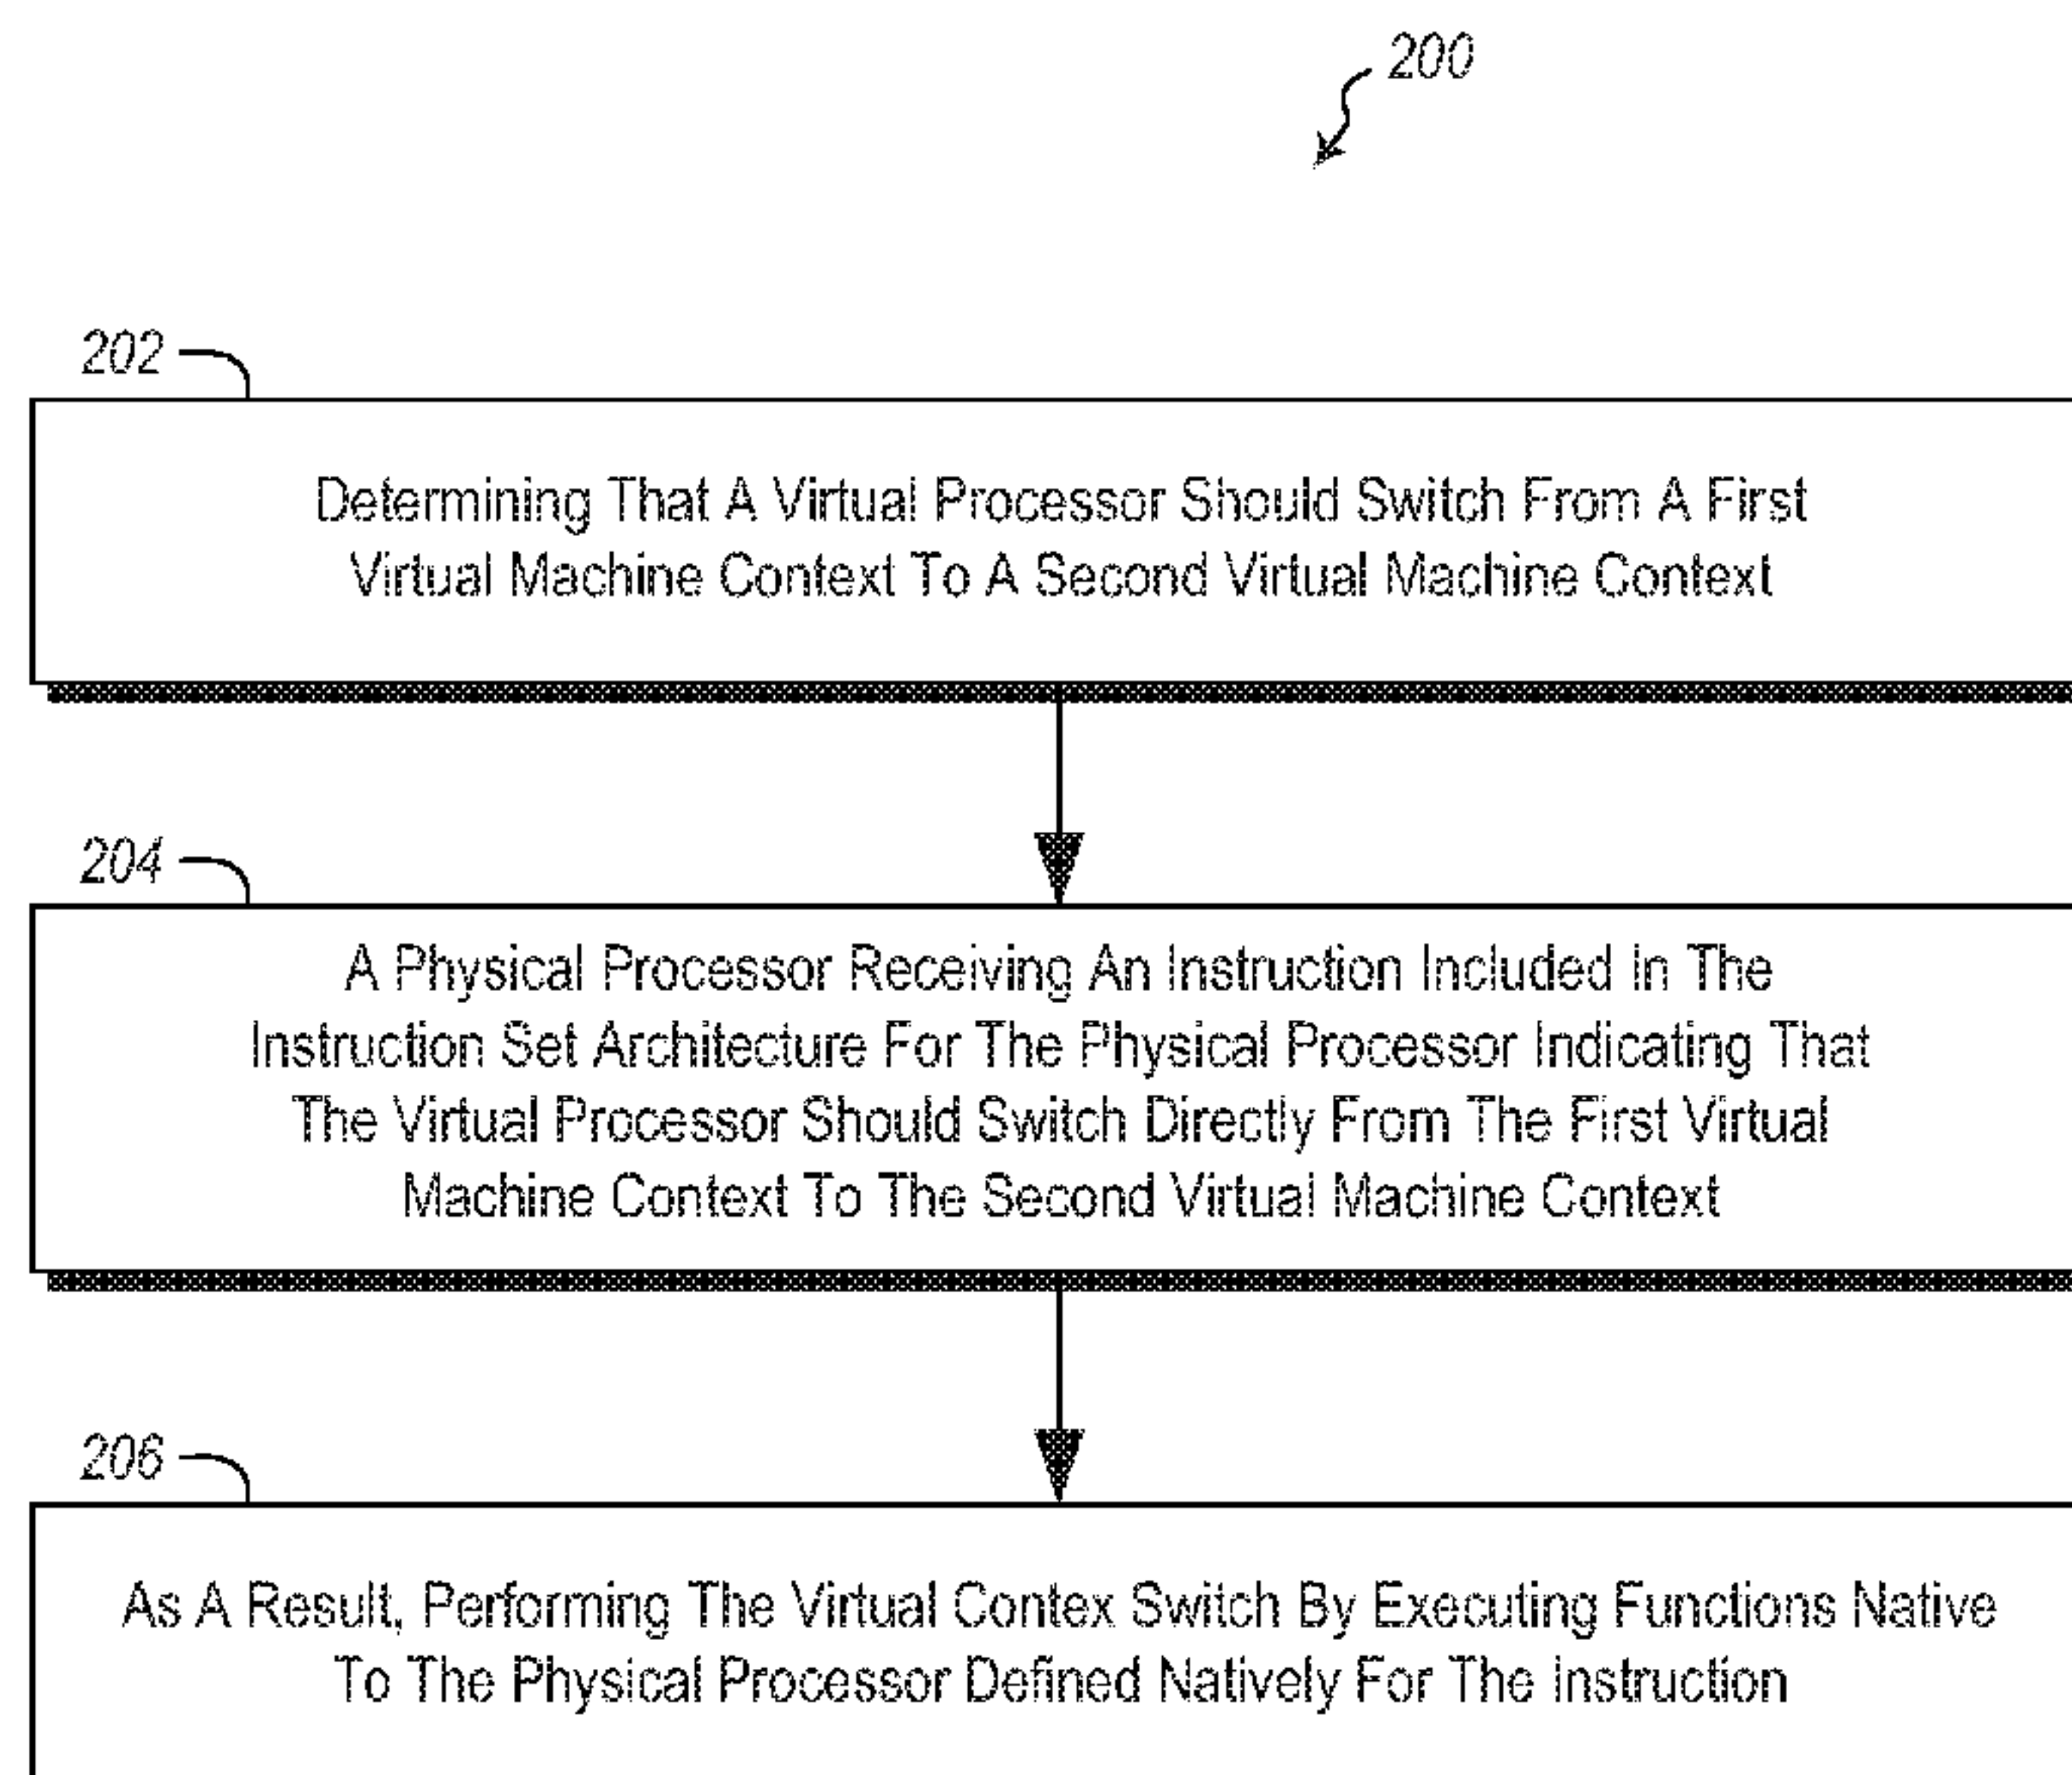 200
202
Determining That A Virtual Processor Should Switch From A First
Virtual Machine Context To A Second Virtual Machine Context
204
A Physical Processor Receiving An Instruction Included In The
Instruction Set Architecture For The Physical Processor Indicating That
The Virtual Processor Should Switch Directly From The First Virtual
Machine Context To The Second Virtual Machine Context
206
As A Result, Performing The Virtual Contex Switch By Executing Functions Native
To The Physical Processor Defined Natively For The Instruction